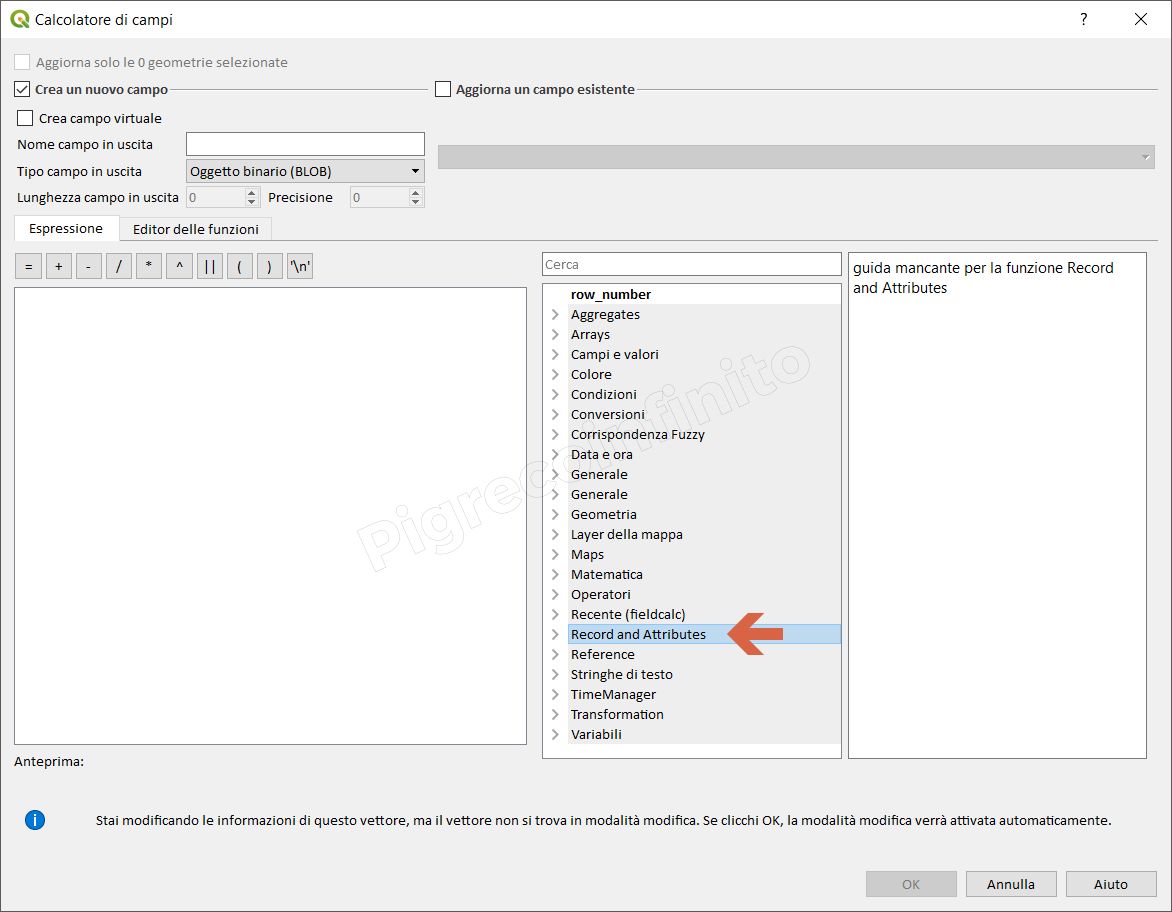 Calcolatore di campi
?
Aggiorna solo le 0 geometrie selezionate
Crea un nuovo campo
Aggiorna un campo esistente
Crea campo virtuale
Nome campo in uscita
Tipo campo in uscita
Oggetto binario (BLOB)
Lunghezza campo in uscita
0
Precisione
0
Espressione
Editor delle funzioni
= + - / * ^ || ( ) '\n'
Cerca
row_number
Aggregates
Arrays
Campi e valori
Colore
Condizioni
Conversioni
Corrispondenza Fuzzy
Data e ora
Generale
Generale
Geometria
Layer della mappa
Maps
Matematica
Operatori
Recente (fieldcalc)
Record and Attributes
Reference
Stringhe di testo
TimeManager
Transformation
Variabili
guida mancante per la funzione Record
and Attributes
Pigrecoinfinito
Anteprima:
Stai modificando le informazioni di questo vettore, ma il vettore non si trova in modalità modifica. Se clicchi OK, la modalità modifica verrà attivata automaticamente.
OK
Annulla
Aiuto